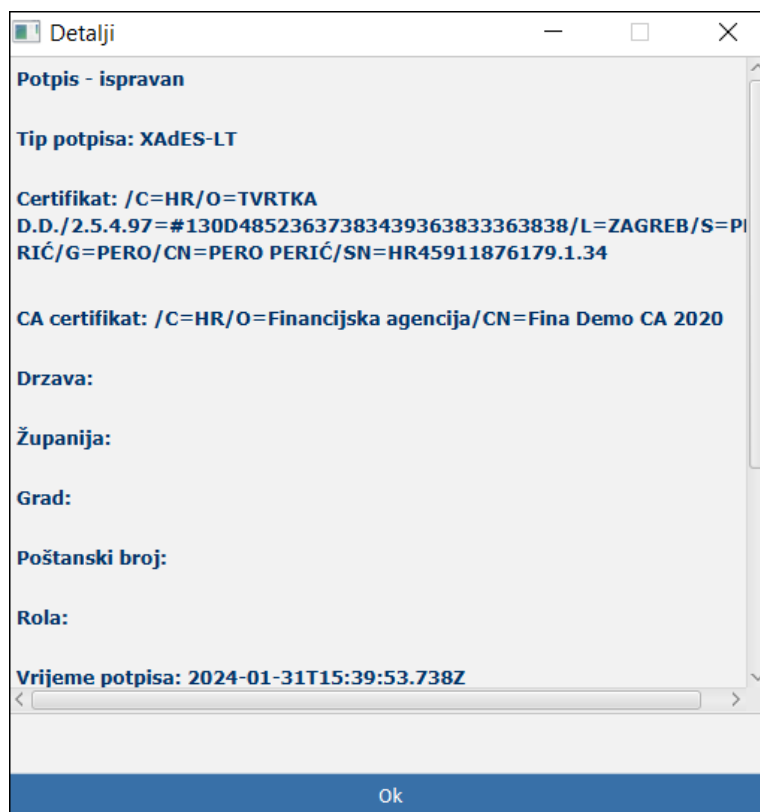 Detalji
Potpis - ispravan
Tip potpisa: XAdES-LT
Certifikat: /C=HR/O=TVRTKA
D.D./2.5.4.97=#130D48523637383439363833363838/L=ZAGREB/S=PE
RIĆ/G=PERO/CN=PERO PERIĆ/SN=HR45911876179.1.34
CA certifikat: /C=HR/O=Financijska agencija/CN=Fina Demo CA 2020
Drzava:
Županija:
Grad:
Poštanski broj:
Rola:
Vrijeme potpisa: 2024-01-31T15:39:53.738Z
Ok